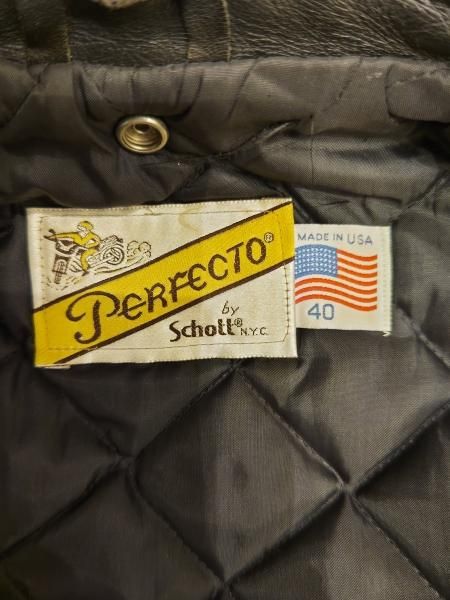 PERFECTO®
by
Schott® N.Y.C.
MADE IN USA
40